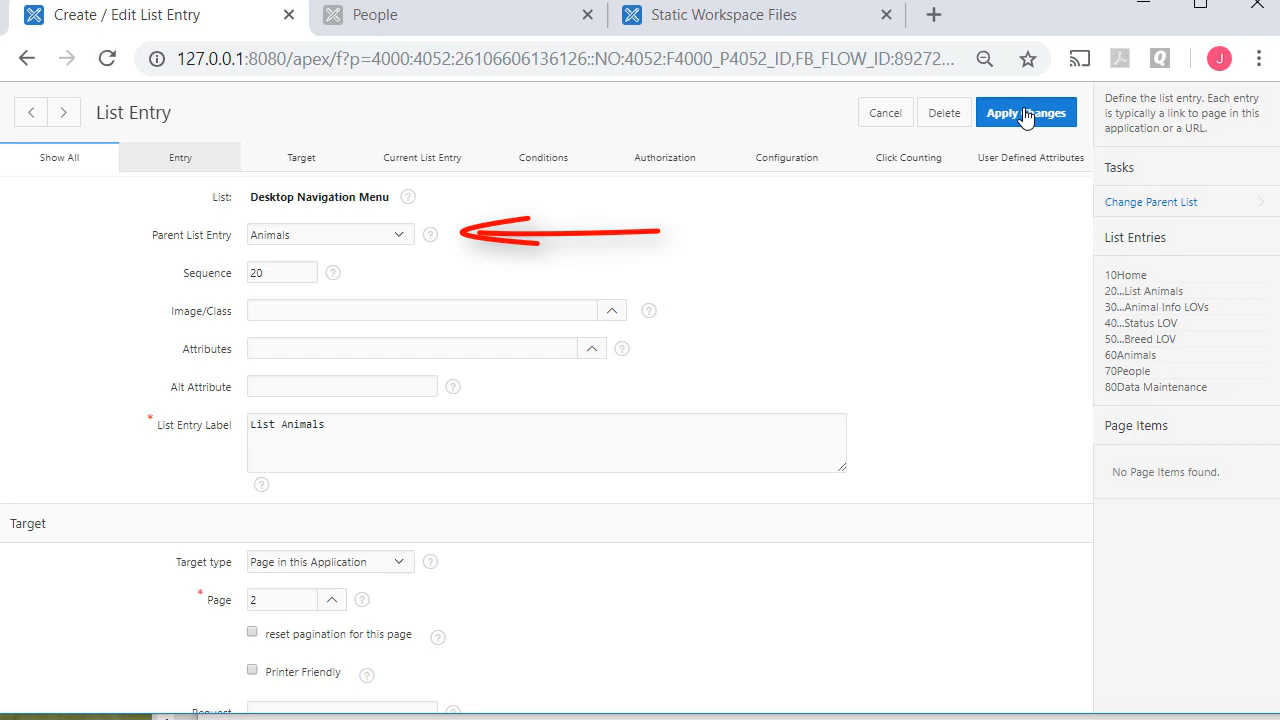 Create / Edit List Entry
People
Static Workspace Files
127.0.0.1:8080/apex/f?p=4000:4052:26106606136126::NO:4052:F4000_P4052_ID,FB_FLOW_ID:89272...
J
List Entry
Cancel
Delete
Apply Changes
Show All
Entry
Target
Current List Entry
Conditions
Authorization
Configuration
Click Counting
User Defined Attributes
List: Desktop Navigation Menu ?
Parent List Entry Animals ?
Sequence 20 ?
Image/Class ?
Attributes ?
Alt Attribute ?
* List Entry Label List Animals
?
Target
Target type Page in this Application ?
* Page 2 ?
reset pagination for this page ?
Printer Friendly ?
Request
Define the list entry. Each entry
is typically a link to page in this
application or a URL.
Tasks
Change Parent List
List Entries
10Home
20...List Animals
30...Animal Info LOVs
40...Status LOV
50...Breed LOV
60Animals
70People
80Data Maintenance
Page Items
No Page Items found.